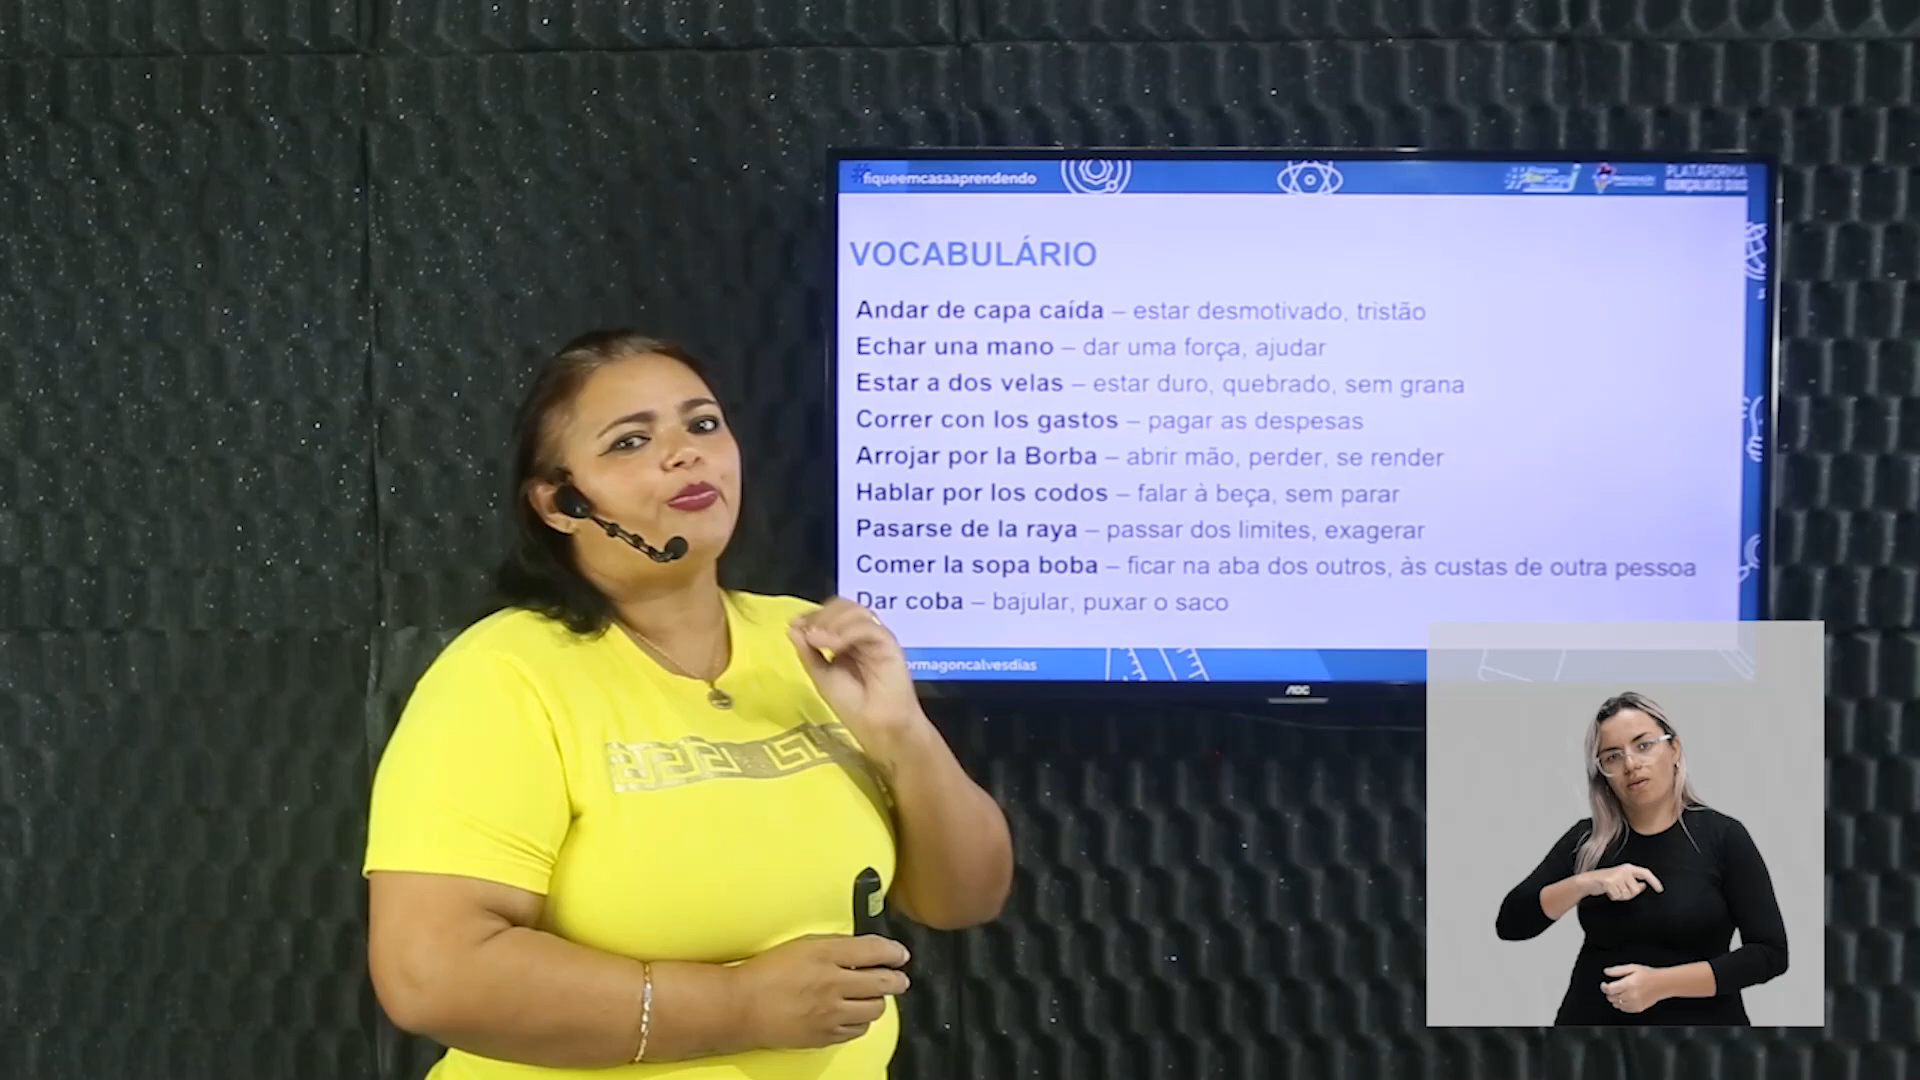 #fiqueemcasaaprendendo
PLATAFORMA
GONÇALVES DIAS
VOCABULÁRIO
Andar de capa caída – estar desmotivado, tristão
Echar una mano – dar uma força, ajudar
Estar a dos velas – estar duro, quebrado, sem grana
Correr con los gastos – pagar as despesas
Arrojar por la Borba – abrir mão, perder, se render
Hablar por los codos – falar à beça, sem parar
Pasarse de la raya – passar dos limites, exagerar
Comer la sopa boba – ficar na aba dos outros, às custas de outra pessoa
Dar coba – bajular, puxar o saco
ormagoncalvesdias
AOC